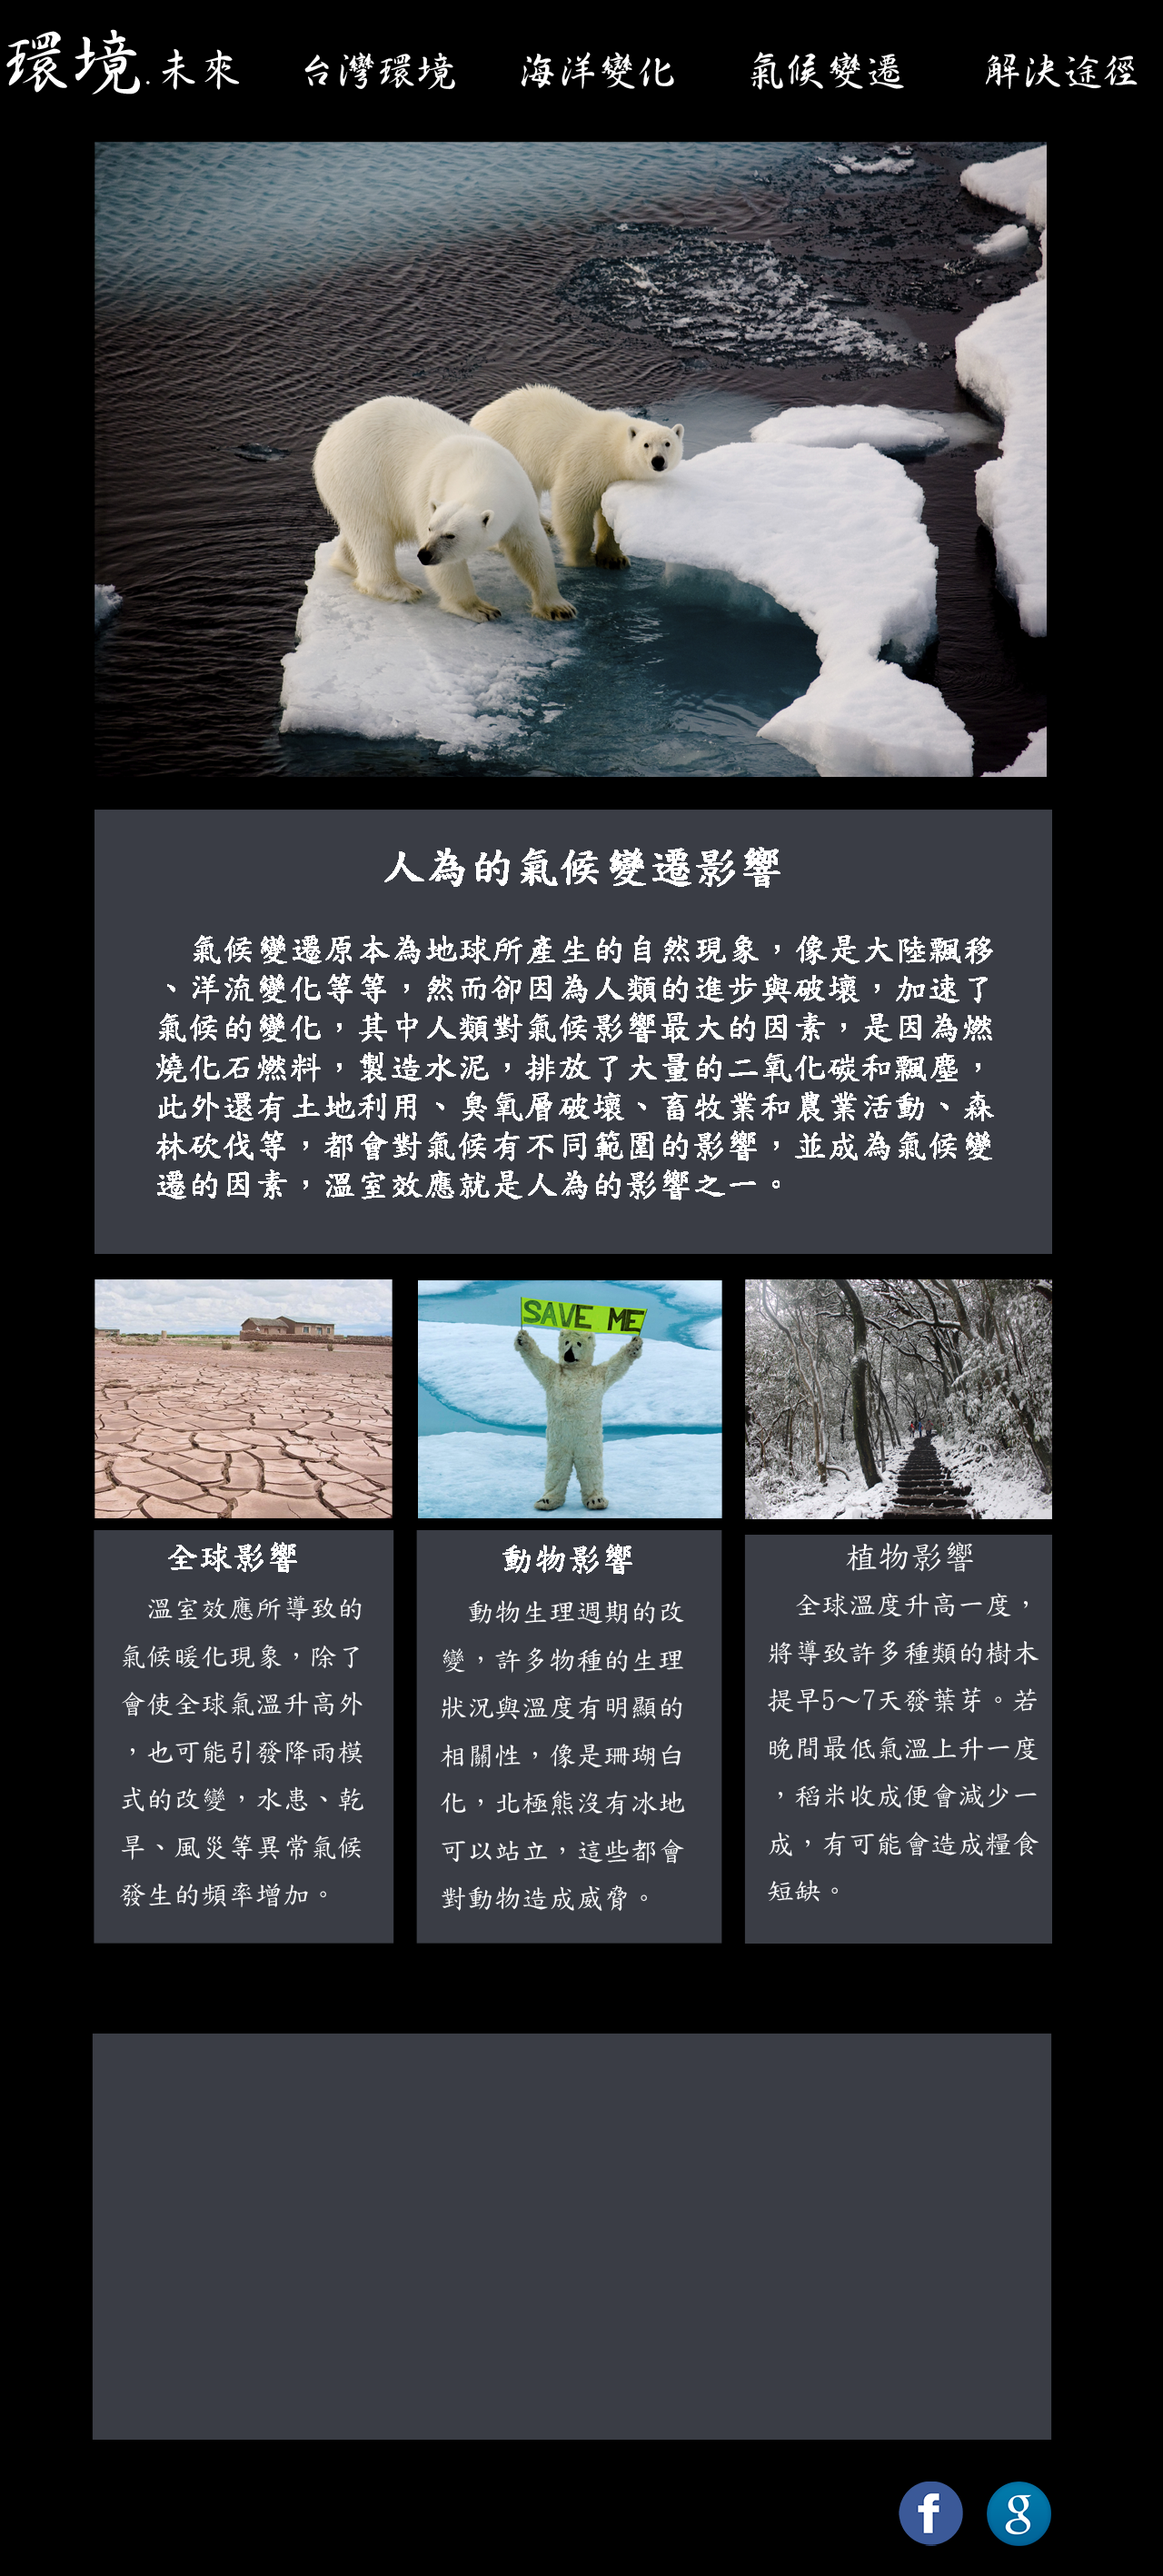 環境.未來 台灣環境 海洋變化 氣候變遷 解決途徑
人為的氣候變遷影響
氣候變遷原本為地球所產生的自然現象，像是大陸飄移
、洋流變化等等，然而卻因為人類的進步與破壞，加速了
氣候的變化，其中人類對氣候影響最大的因素，是因為燃
燒化石燃料，製造水泥，排放了大量的二氧化碳和飄塵，
此外還有土地利用、臭氧層破壞、畜牧業和農業活動、森
林砍伐等，都會對氣候有不同範圍的影響，並成為氣候變
遷的因素，溫室效應就是人為的影響之一。
SAVE ME
全球影響
溫室效應所導致的
氣候暖化現象，除了
會使全球氣溫升高外
，也可能引發降雨模
式的改變，水患、乾
旱、風災等異常氣候
發生的頻率增加。
動物影響
動物生理週期的改
變，許多物種的生理
狀況與溫度有明顯的
相關性，像是珊瑚白
化，北極熊沒有冰地
可以站立，這些都會
對動物造成威脅。
植物影響
全球溫度升高一度，
將導致許多種類的樹木
提早5～7天發葉芽。若
晚間最低氣溫上升一度
，稻米收成便會減少一
成，有可能會造成糧食
短缺。
f g